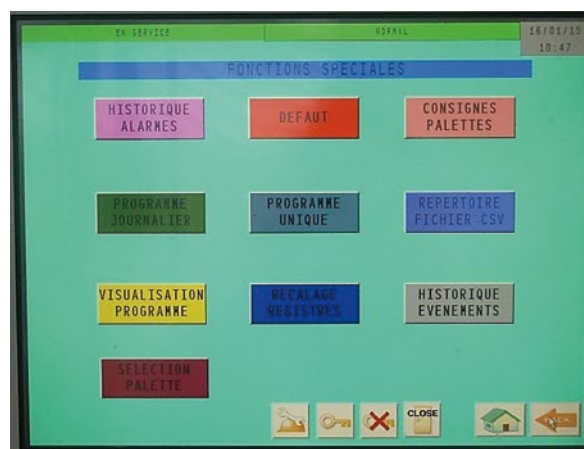 EN SERVICE
NORMAL
16/01/15
10:47
FONCTIONS SPECIALES
HISTORIQUE
ALARMES
DEFAUT
CONSIGNES
PALETTES
PROGRAMME
JOURNALIER
PROGRAMME
UNIQUE
REPERTOIRE
FICHIER CSV
VISUALISATION
PROGRAMME
RECALAGE
REGISTRES
HISTORIQUE
EVENEMENTS
SELECTION
PALETTE
CLOSE